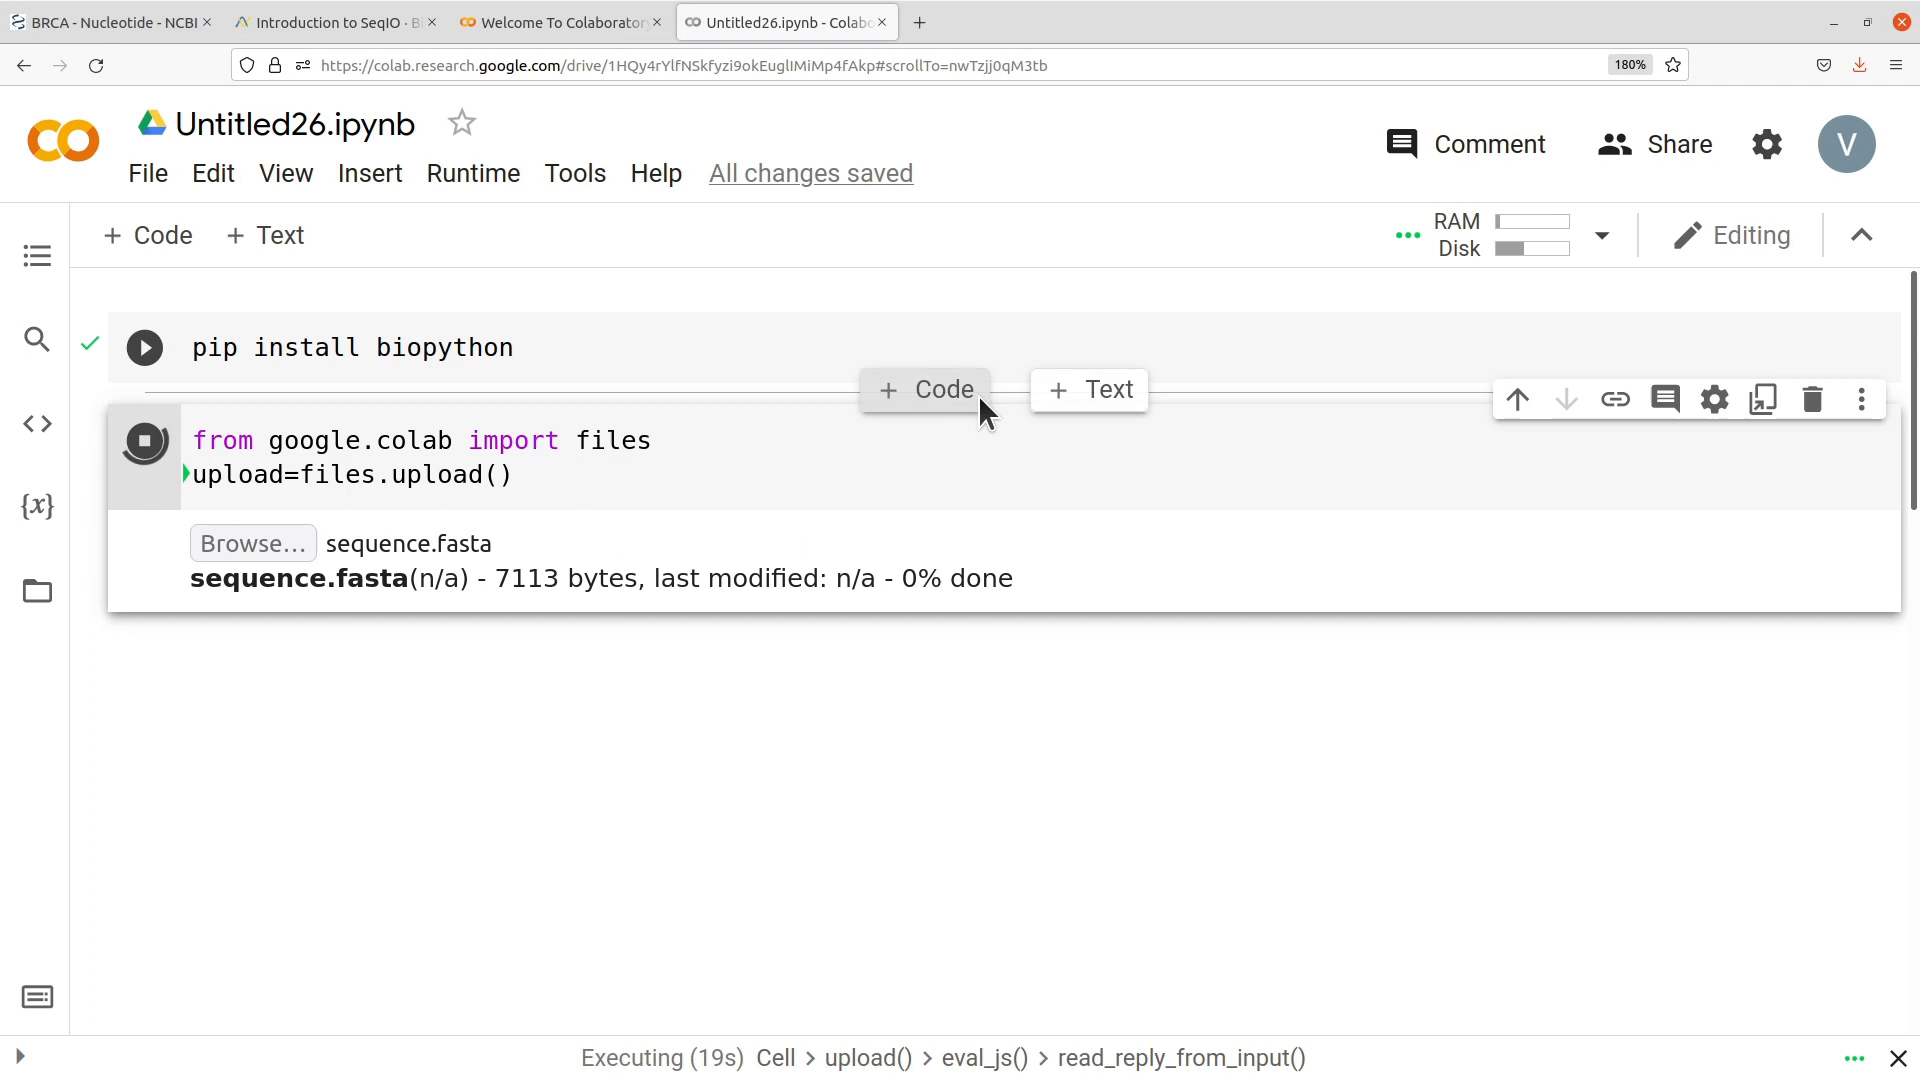 BRCA - Nucleotide - NCBI
Introduction to SeqIO · Bi
Welcome To Colaboratory
Untitled26.ipynb - Colabo
https://colab.research.google.com/drive/1HQy4rYlfNSkfyzi9okEuglIMiMp4fAkp#scrollTo=nwTzjj0qM3tb
180%
Untitled26.ipynb
Comment
Share
V
File Edit View Insert Runtime Tools Help All changes saved
+ Code + Text
RAM
Disk
Editing
pip install biopython
+ Code + Text
from google.colab import files
upload=files.upload()
{x}
Browse... sequence.fasta
sequence.fasta(n/a) - 7113 bytes, last modified: n/a - 0% done
Executing (19s) Cell > upload() > eval_js() > read_reply_from_input()